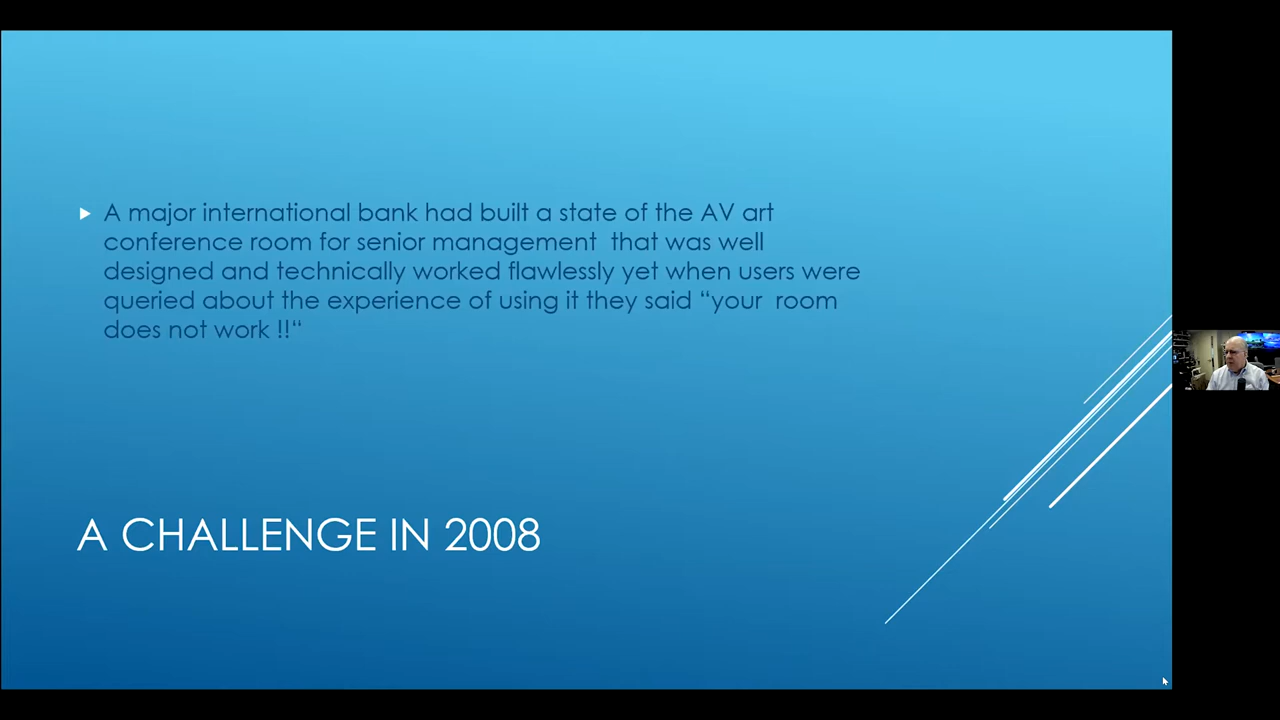 A major international bank had built a state of the AV art
conference room for senior management  that was well
designed and technically worked flawlessly yet when users were
queried about the experience of using it they said “your  room
does not work !!“
A CHALLENGE IN 2008